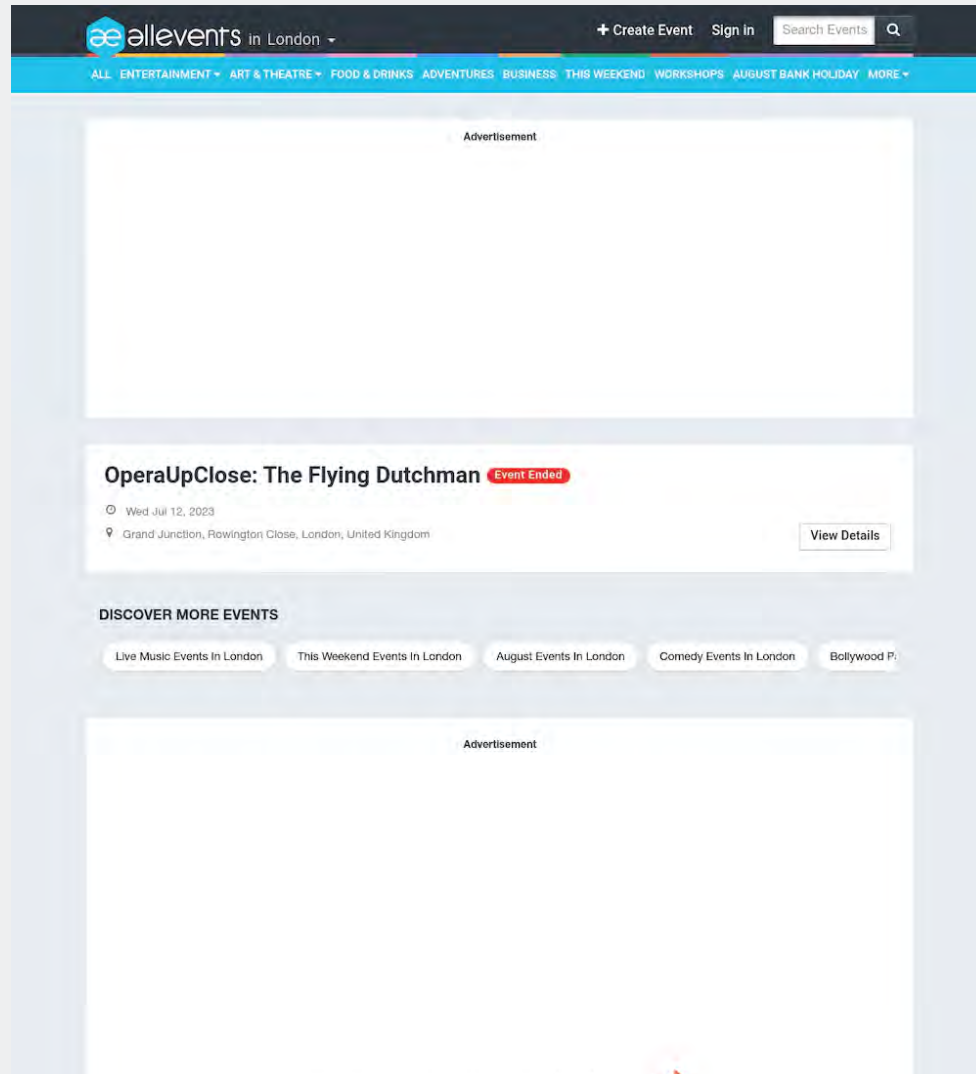 æ allevents in London
+ Create Event Sign in Search Events
ALL ENTERTAINMENT ART & THEATRE FOOD & DRINKS ADVENTURES BUSINESS THIS WEEKEND WORKSHOPS AUGUST BANK HOLIDAY MORE
Advertisement
OperaUpClose: The Flying Dutchman Event Ended
Wed Jul 12, 2023
Grand Junction, Rowington Close, London, United Kingdom
View Details
DISCOVER MORE EVENTS
Live Music Events In London This Weekend Events In London August Events In London Comedy Events In London Bollywood
Advertisement